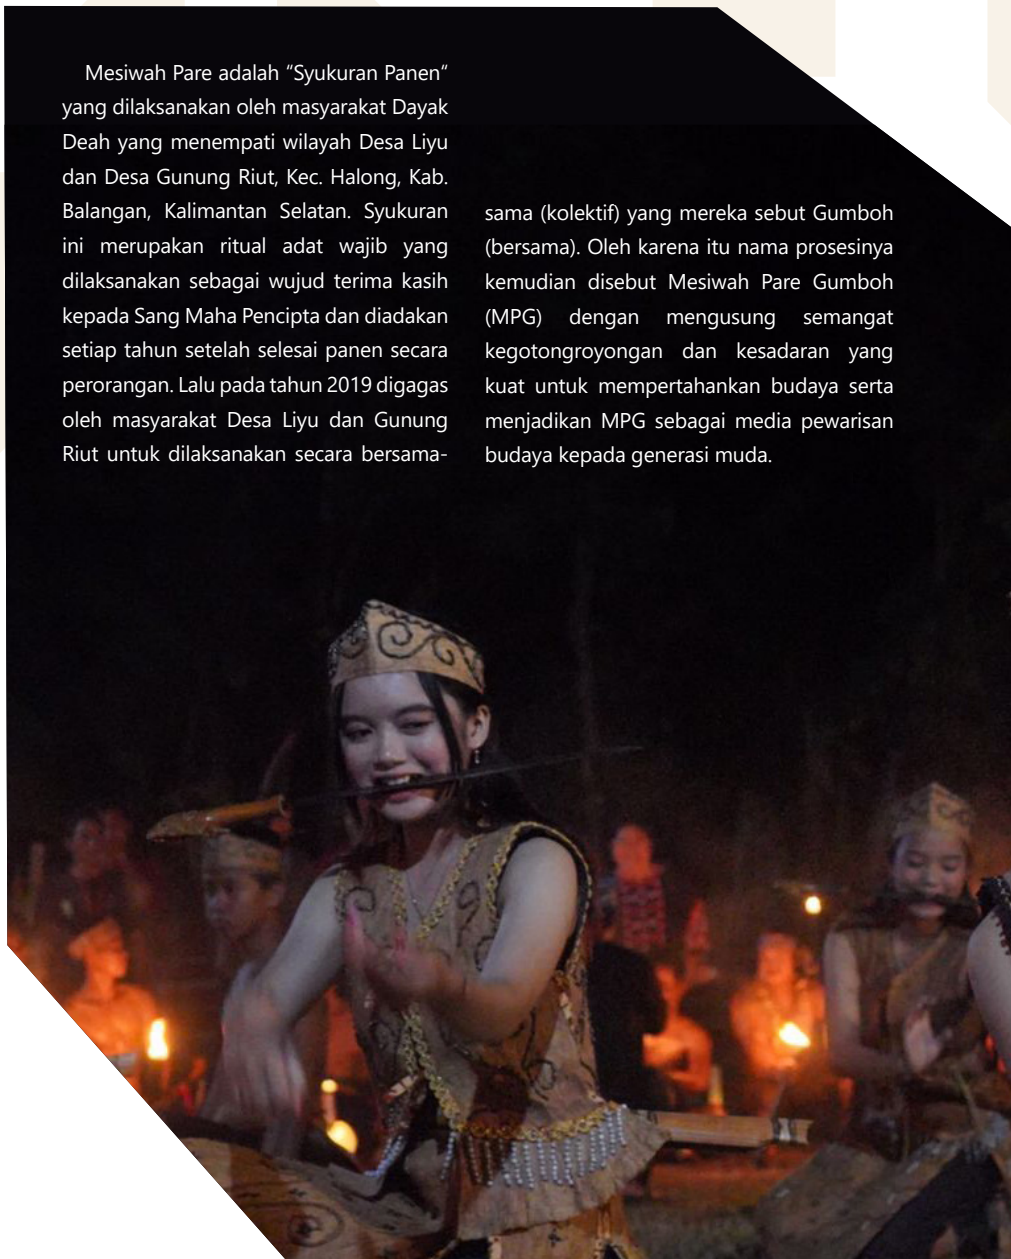 Mesiwah Pare adalah “Syukuran Panen“
yang dilaksanakan oleh masyarakat Dayak
Deah yang menempati wilayah Desa Liyu
dan Desa Gunung Riut, Kec. Halong, Kab.
Balangan, Kalimantan Selatan. Syukuran
ini merupakan ritual adat wajib yang
dilaksanakan sebagai wujud terima kasih
kepada Sang Maha Pencipta dan diadakan
setiap tahun setelah selesai panen secara
perorangan. Lalu pada tahun 2019 digagas
oleh masyarakat Desa Liyu dan Gunung
Riut untuk dilaksanakan secara bersama-
sama (kolektif) yang mereka sebut Gumboh
(bersama). Oleh karena itu nama prosesinya
kemudian disebut Mesiwah Pare Gumboh
(MPG) dengan mengusung semangat
kegotongroyongan dan kesadaran yang
kuat untuk mempertahankan budaya serta
menjadikan MPG sebagai media pewarisan
budaya kepada generasi muda.